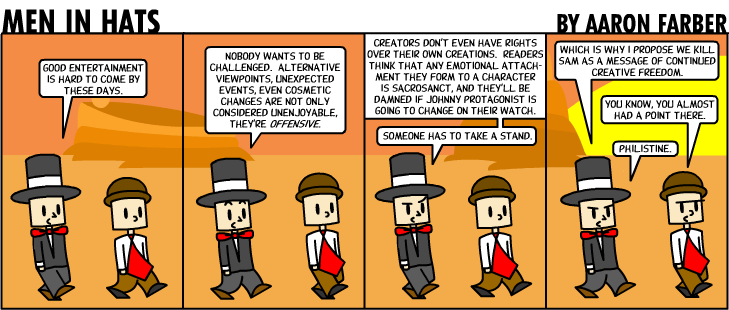 MEN IN HATS
BY AARON FARBER
GOOD ENTERTAINMENT
IS HARD TO COME BY
THESE DAYS.
NOBODY WANTS TO BE
CHALLENGED. ALTERNATIVE
VIEWPOINTS, UNEXPECTED
EVENTS, EVEN COSMETIC
CHANGES ARE NOT ONLY
CONSIDERED UNENJOYABLE,
THEY'RE OFFENSIVE.
CREATORS DON'T EVEN HAVE RIGHTS
OVER THEIR OWN CREATIONS. READERS
THINK THAT ANY EMOTIONAL ATTACH-
MENT THEY FORM TO A CHARACTER
IS SACROSANCT, AND THEY'LL BE
DAMNED IF JOHNNY PROTAGONIST IS
GOING TO CHANGE ON THEIR WATCH.
SOMEONE HAS TO TAKE A STAND.
WHICH IS WHY I PROPOSE WE KILL
SAM AS A MESSAGE OF CONTINUED
CREATIVE FREEDOM.
YOU KNOW, YOU ALMOST
HAD A POINT THERE.
PHILISTINE.